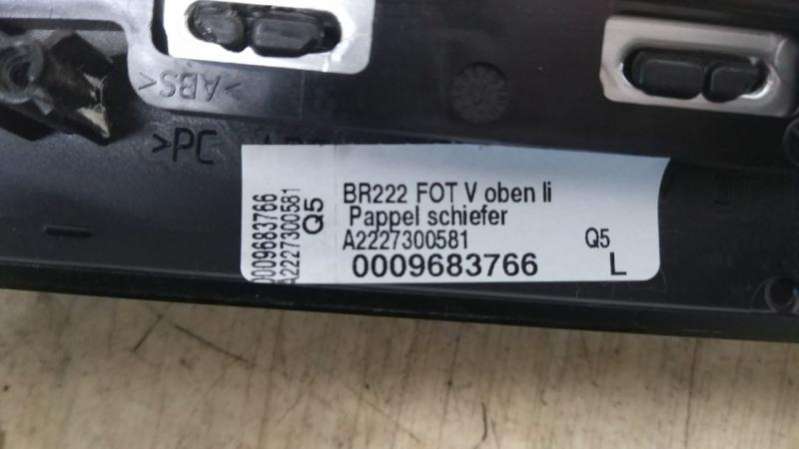 >ABS<
>PC
0009683766
A2227300581
Q5
BR222 FOT V oben li
Pappel schiefer
A2227300581 Q5
0009683766 L